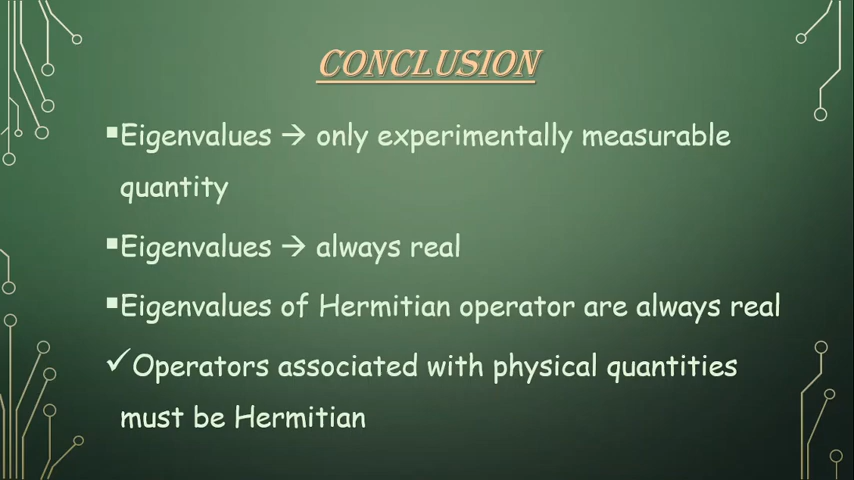 CONCLUSION
▪Eigenvalues → only experimentally measurable
quantity
▪Eigenvalues → always real
▪Eigenvalues of Hermitian operator are always real
✓Operators associated with physical quantities
must be Hermitian